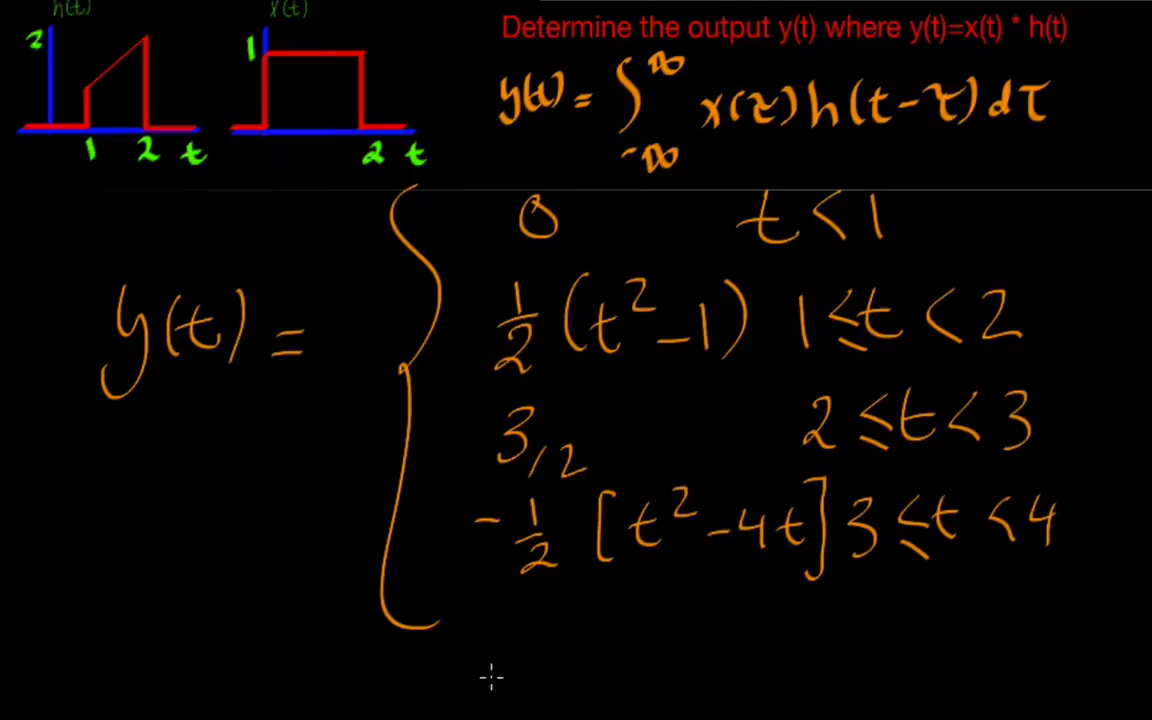 h(t)
2
1 2 t
x(t)
1
2 t
Determine the output y(t) where y(t)=x(t) * h(t)
y(t) = ∫_{-∞}^{∞} x(τ) h(t-τ) dτ
y(t) =
0 t < 1
1/2 (t² - 1) 1 ≤ t < 2
3/2 2 ≤ t < 3
- 1/2 [t² - 4t] 3 ≤ t < 4